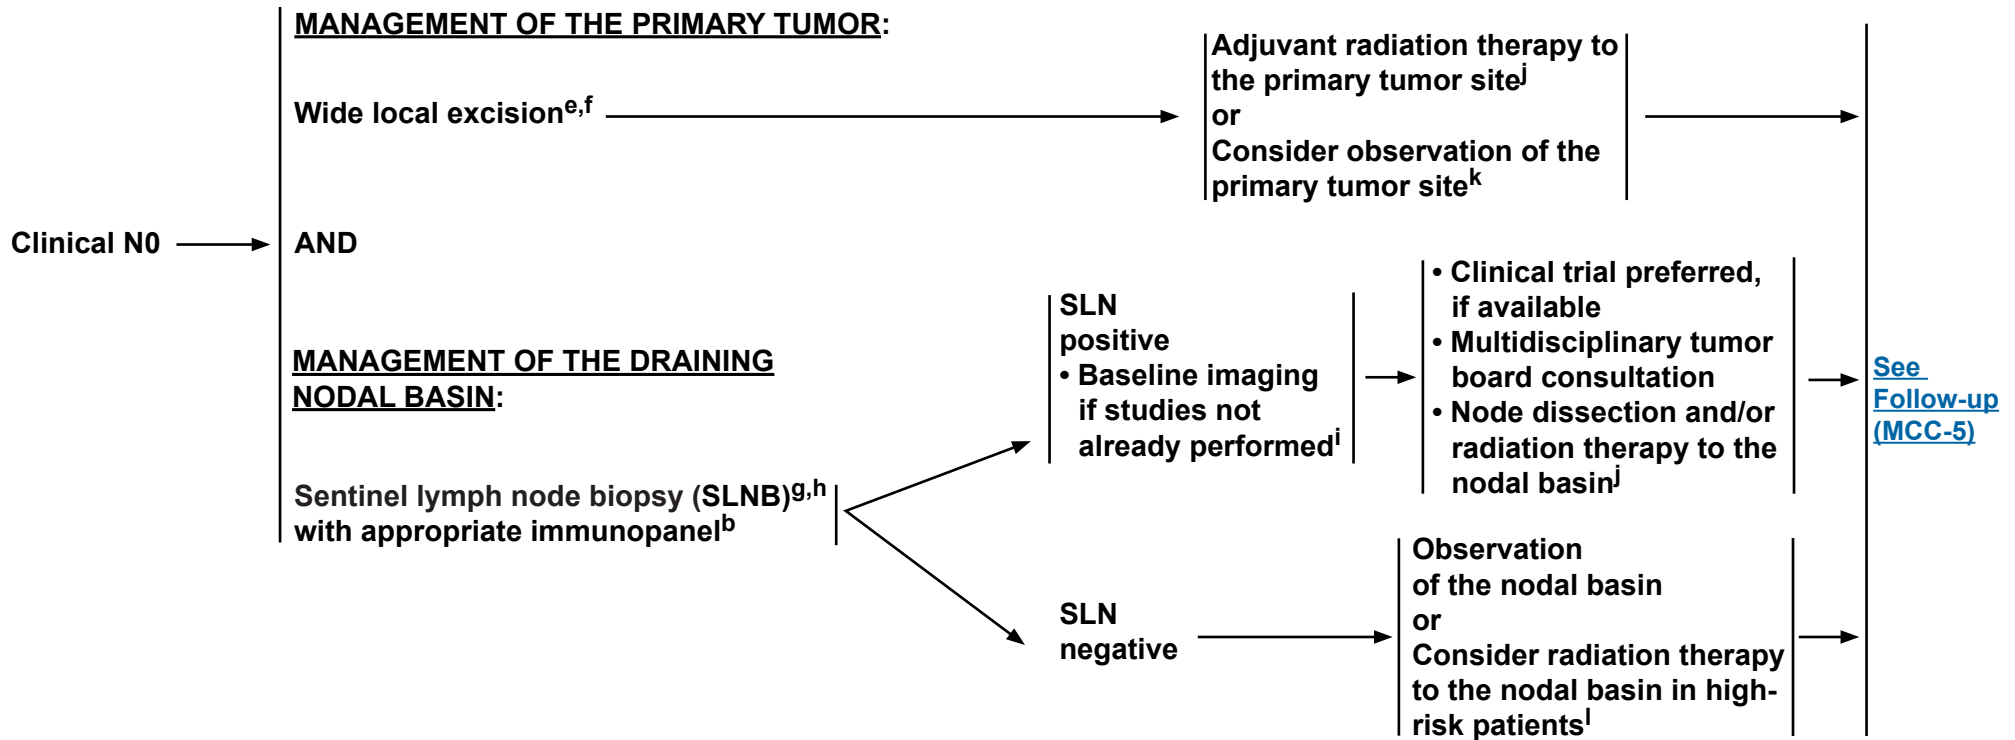 MANAGEMENT OF THE PRIMARY TUMOR:
Wide local excisione,f
Adjuvant radiation therapy to
the primary tumor sitej
or
Consider observation of the
primary tumor sitek
Clinical N0
AND
MANAGEMENT OF THE DRAINING
NODAL BASIN:
Sentinel lymph node biopsy (SLNB)g,h
with appropriate immunopanelb
SLN
positive
• Baseline imaging
if studies not
already performedi
• Clinical trial preferred,
if available
• Multidisciplinary tumor
board consultation
• Node dissection and/or
radiation therapy to the
nodal basinj
SLN
negative
Observation
of the nodal basin
or
Consider radiation therapy
to the nodal basin in high-
risk patientsl
See
Follow-up
(MCC-5)